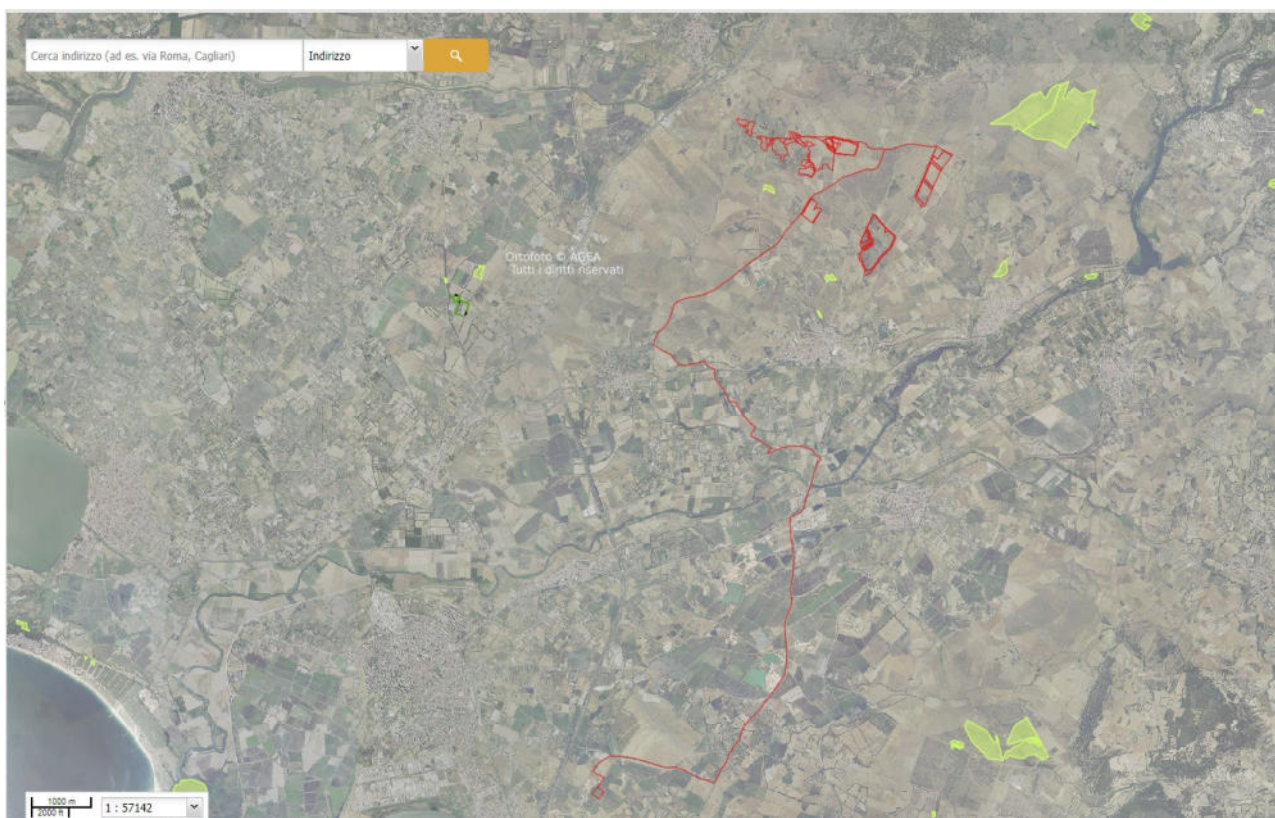 Cerca indirizzo (ad es. via Roma, Cagliari)
Indirizzo
Ortofoto © AGEA
Tutti i diritti riservati
1000 m
2000 ft
1 : 57142